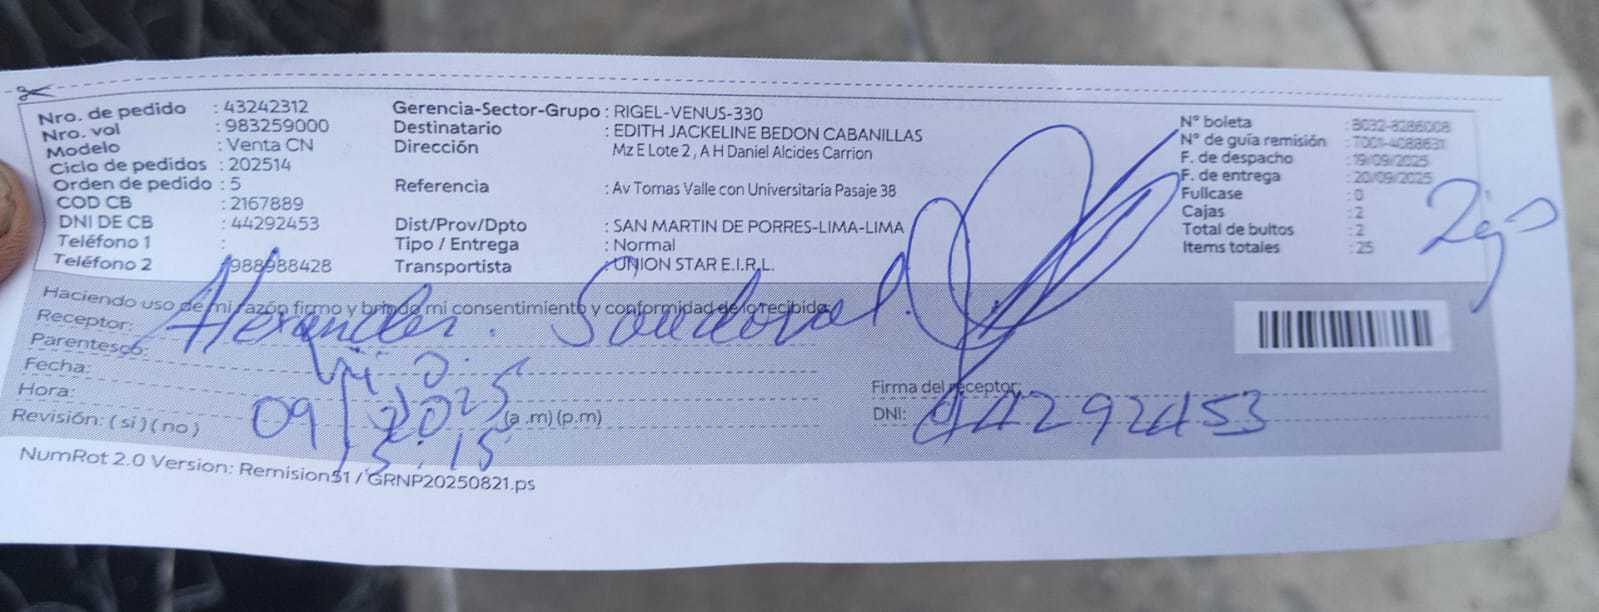 Nro. de pedido : 43242312
Nro. vol : 983259000
Modelo : Venta CN
Ciclo de pedidos : 202514
Orden de pedido : 5
COD CB : 2167889
DNI DE CB : 44292453
Teléfono 1 :
Teléfono 2 : 988988428
Gerencia-Sector-Grupo : RIGEL-VENUS-330
Destinatario : EDITH JACKELINE BEDON CABANILLAS
Dirección Mz E Lote 2 , A H Daniel Alcides Carrion
Referencia : Av Tomas Valle con Universitaria Pasaje 38
Dist/Prov/Dpto : SAN MARTIN DE PORRES-LIMA-LIMA
Tipo / Entrega : Normal
Transportista : UNION STAR E.I.R.L.
N° boleta : B032-8286008
N° de guía remisión : T001-4088631
F. de despacho : 19/09/2025
F. de entrega : 20/09/2025
Fullcase : 0
Cajas : 2
Total de bultos : 2
Items totales : 25
Haciendo uso de mi razón firmo y brindo mi consentimiento y conformidad de lo recibido:
Receptor: Alexander Sandoval
Parentesco:
Fecha:
Hora:
Revisión: ( si ) ( no ) 09 (a .m) (p.m)
15
Firma del receptor:
DNI: 44292453
NumRot 2.0 Version: Remision51 / GRNP20250821.ps